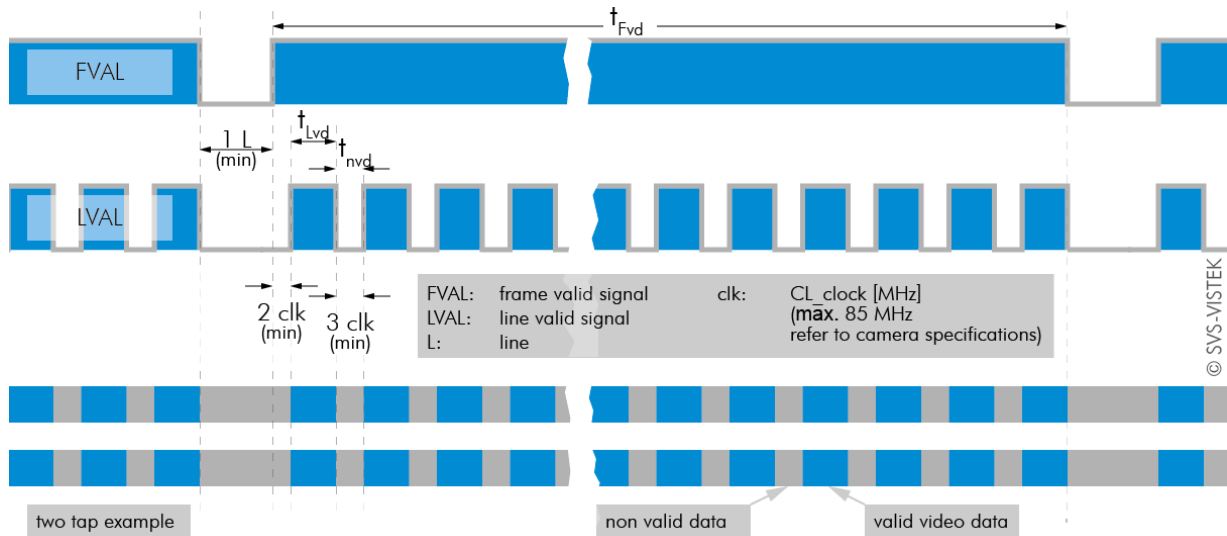 tFvd
FVAL
1 L
(min)
tLvd
tnvd
LVAL
2 clk
(min)
3 clk
(min)
FVAL: frame valid signal clk: CL_clock [MHz]
LVAL: line valid signal (max. 85 MHz
L: line refer to camera specifications)
© SVS-VISTEK
two tap example
non valid data
valid video data